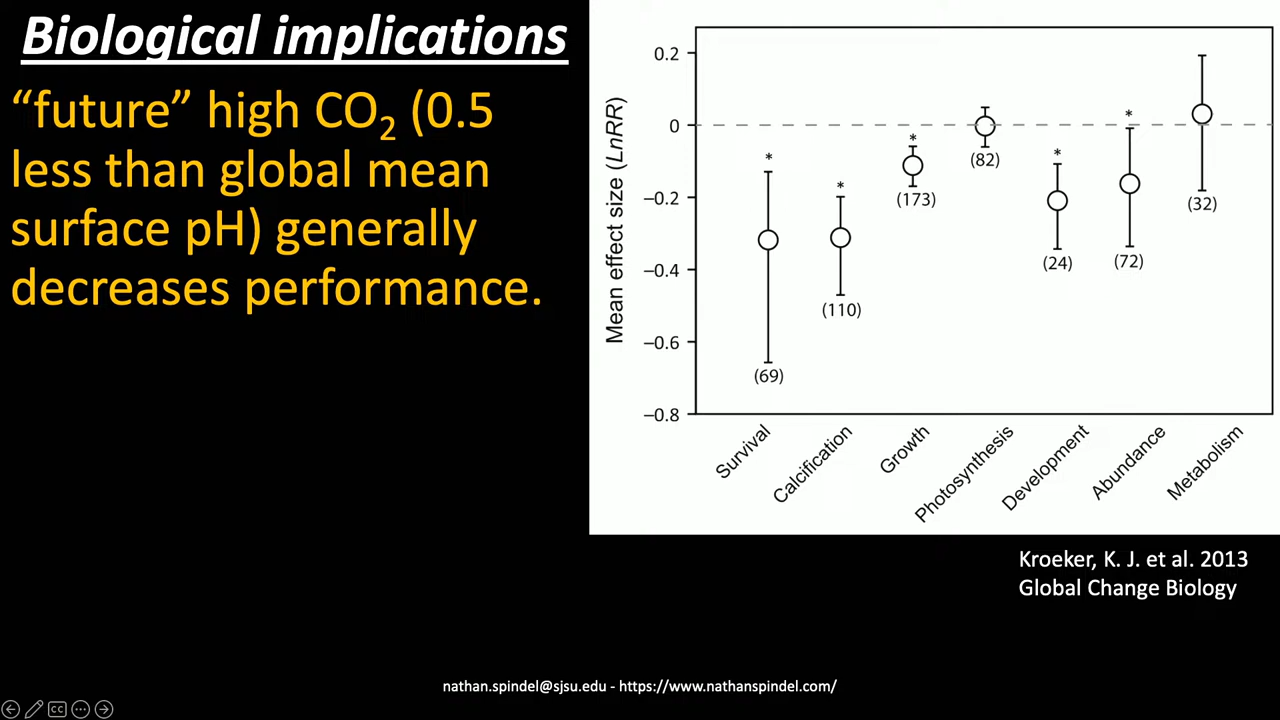 Biological implications
“future” high CO₂ (0.5
less than global mean
surface pH) generally
decreases performance.
Mean effect size (LnRR)
0.2
0
–0.2
–0.4
–0.6
–0.8
*
(69)
*
(110)
*
(173)
(82)
*
(24)
*
(72)
(32)
Survival
Calcification
Growth
Photosynthesis
Development
Abundance
Metabolism
Kroeker, K. J. et al. 2013
Global Change Biology
nathan.spindel@sjsu.edu - https://www.nathanspindel.com/
CC